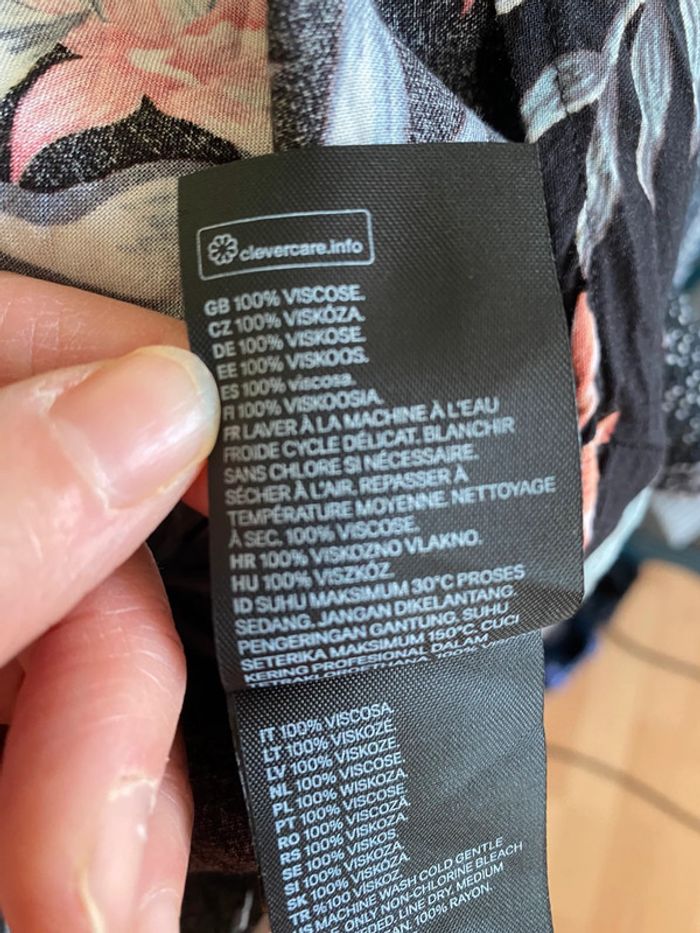 clevercare.info
GB 100% VISCOSE.
CZ 100% VISKÓZA.
DE 100% VISKOSE.
EE 100% VISKOOS.
ES 100% viscosa.
FI 100% VISKOOSIA.
FR LAVER À LA MACHINE À L'EAU
FROIDE CYCLE DÉLICAT. BLANCHIR
SANS CHLORE SI NÉCESSAIRE.
SÉCHER À L'AIR. REPASSER À
TEMPÉRATURE MOYENNE. NETTOYAGE
À SEC. 100% VISCOSE.
HR 100% VISKOZNO VLAKNO.
HU 100% VISZKÓZ.
ID SUHU MAKSIMUM 30°C PROSES
SEDANG. JANGAN DIKELANTANG.
PENGERINGAN GANTUNG. SUHU
SETERIKA MAKSIMUM 150°C. CUCI
KERING PROFESIONAL DALAM
IT 100% VISCOSA.
LT 100% VISKOZĖ.
LV 100% VISKOZE.
NL 100% VISCOSE.
PL 100% WISKOZA.
PT 100% VISCOSE.
RO 100% VISCOZĂ.
RS 100% VISKOZA.
SE 100% VISKOS.
SI 100% VISKOZA.
SK 100% VISKÓZA.
TR %100 VİSKOZ.
US MACHINE WASH COLD GENTLE
ONLY NON-CHLORINE BLEACH
LINE DRY. MEDIUM
100% RAYON.